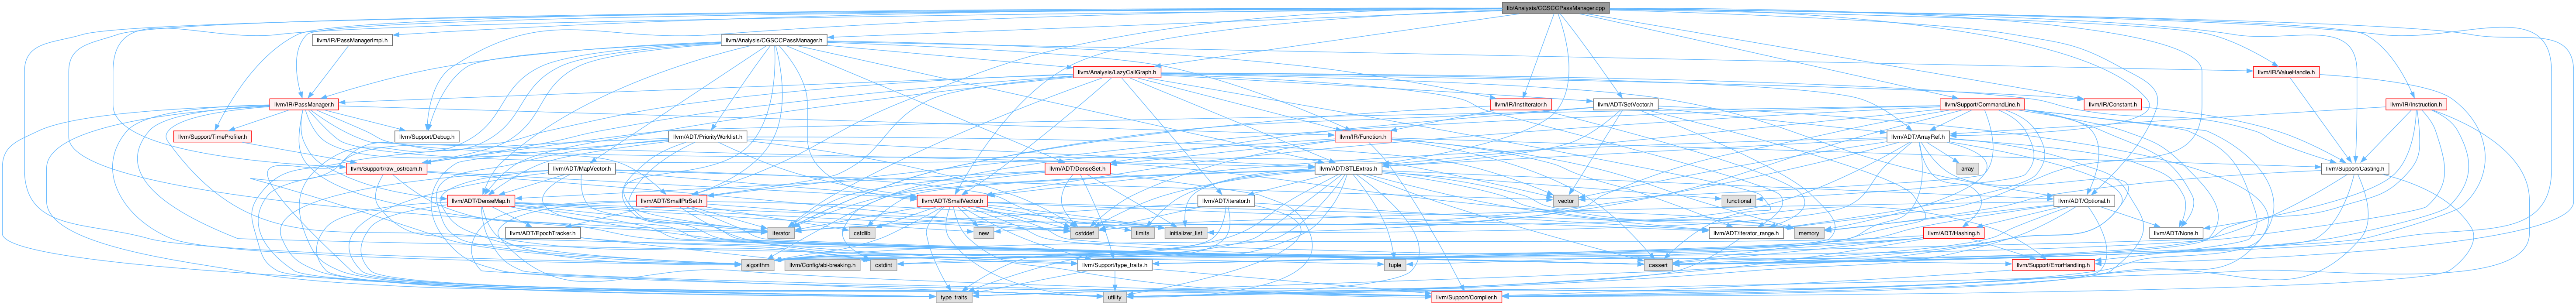 lib/Analysis/CGSCCPassManager.cpp
llvm/IR/PassManagerImpl.h
llvm/Analysis/CGSCCPassManager.h
llvm/Analysis/LazyCallGraph.h
llvm/IR/ValueHandle.h
llvm/IR/PassManager.h
llvm/IR/InstIterator.h
llvm/ADT/SetVector.h
llvm/Support/CommandLine.h
llvm/IR/Constant.h
llvm/IR/Instruction.h
llvm/Support/TimeProfiler.h
llvm/Support/Debug.h
llvm/ADT/PriorityWorklist.h
llvm/IR/Function.h
llvm/ADT/ArrayRef.h
llvm/Support/raw_ostream.h
llvm/ADT/MapVector.h
llvm/ADT/DenseSet.h
llvm/ADT/STLExtras.h
array
llvm/Support/Casting.h
llvm/ADT/DenseMap.h
llvm/ADT/SmallPtrSet.h
llvm/ADT/SmallVector.h
llvm/ADT/iterator.h
vector
functional
llvm/ADT/Optional.h
llvm/ADT/EpochTracker.h
iterator
cstdlib
new
cstddef
limits
initializer_list
llvm/ADT/iterator_range.h
memory
llvm/ADT/Hashing.h
llvm/ADT/None.h
algorithm
llvm/Config/abi-breaking.h
cstdint
llvm/Support/type_traits.h
tuple
cassert
llvm/Support/ErrorHandling.h
type_traits
utility
llvm/Support/Compiler.h